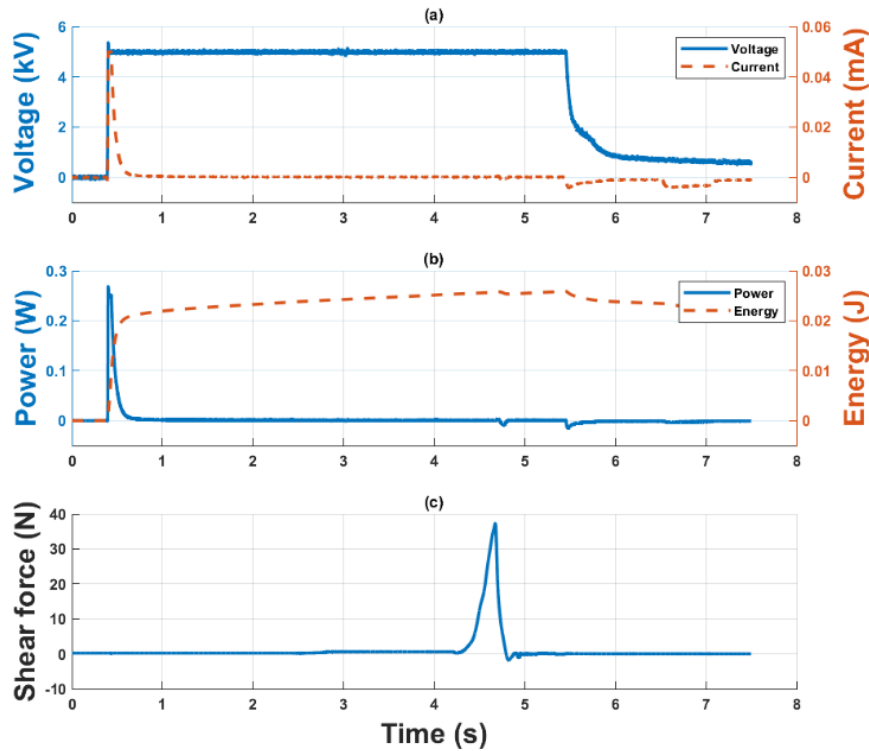 (a)
Voltage (kV)
6
4
2
0
Voltage
Current
0.06
0.04
0.02
0
Current (mA)
0 1 2 3 4 5 6 7 8
(b)
Power (W)
0.3
0.2
0.1
0
Power
Energy
0.03
0.02
0.01
0
Energy (J)
0 1 2 3 4 5 6 7 8
(c)
Shear force (N)
40
30
20
10
0
-10
0 1 2 3 4 5 6 7 8
Time (s)